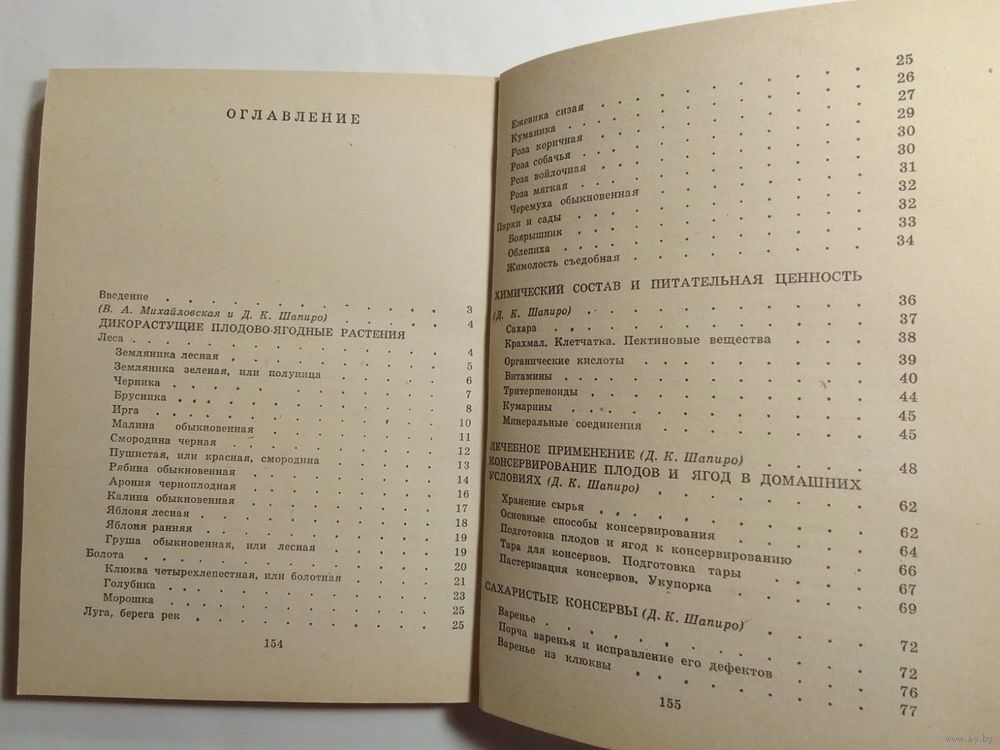 ОГЛАВЛЕНИЕ
Введение . . . . . . . . . . 3
(В. А. Михайловская и Д. К. Шапиро) . . . . 4
ДИКОРАСТУЩИЕ ПЛОДОВО-ЯГОДНЫЕ РАСТЕНИЯ
Леса . . . . . . . . . . 4
Земляника лесная . . . . . . . . 5
Земляника зеленая, или полуница . . . . 6
Черника . . . . . . . . . . 7
Брусника . . . . . . . . . . 8
Ирга . . . . . . . . . . 10
Малина обыкновенная . . . . . . 11
Смородина черная . . . . . . . 12
Пушистая, или красная, смородина . . . . 13
Рябина обыкновенная . . . . . . 14
Арония черноплодная . . . . . . 16
Калина обыкновенная . . . . . . 17
Яблоня лесная . . . . . . . . 18
Яблоня ранняя . . . . . . . . 19
Груша обыкновенная, или лесная . . . . 19
Болота . . . . . . . . . . 20
Клюква четырехлепестная, или болотная . . . 21
Голубика . . . . . . . . . . 23
Морошка . . . . . . . . . . 25
Луга, берега рек . . . . . . . . 25
154
Ежевика сизая . . . . . . . . 25
Куманика . . . . . . . . . . 26
Роза коричная . . . . . . . . 27
Роза собачья . . . . . . . . 29
Роза войлочная . . . . . . . . 30
Роза мягкая . . . . . . . . 30
Черемуха обыкновенная . . . . . . 31
Парки и сады . . . . . . . . 32
Боярышник . . . . . . . . . 32
Облепиха . . . . . . . . . . 33
Жимолость съедобная . . . . . . 34
ХИМИЧЕСКИЙ СОСТАВ И ПИТАТЕЛЬНАЯ ЦЕННОСТЬ
(Д. К. Шапиро) . . . . . . . . 36
Сахара . . . . . . . . . . 37
Крахмал. Клетчатка. Пектиновые вещества . . . 38
Органические кислоты . . . . . . 39
Витамины . . . . . . . . . . 40
Тритерпеноиды . . . . . . . . 44
Кумарины . . . . . . . . . . 45
Минеральные соединения . . . . . . 45
ЛЕЧЕБНОЕ ПРИМЕНЕНИЕ (Д. К. Шапиро) . . . 48
КОНСЕРВИРОВАНИЕ ПЛОДОВ И ЯГОД В ДОМАШНИХ
УСЛОВИЯХ (Д. К. Шапиро) . . . . . . 62
Хранение сырья . . . . . . . . 62
Основные способы консервирования . . . . 64
Подготовка плодов и ягод к консервированию . . 66
Тара для консервов. Подготовка тары . . . . 67
Пастеризация консервов. Укупорка . . . . 69
САХАРИСТЫЕ КОНСЕРВЫ (Д. К. Шапиро) . . . 72
Варенье . . . . . . . . . . 72
Порча варенья и исправление его дефектов . . . 76
Варенье из клюквы . . . . . . . 77
155
www.ay.by